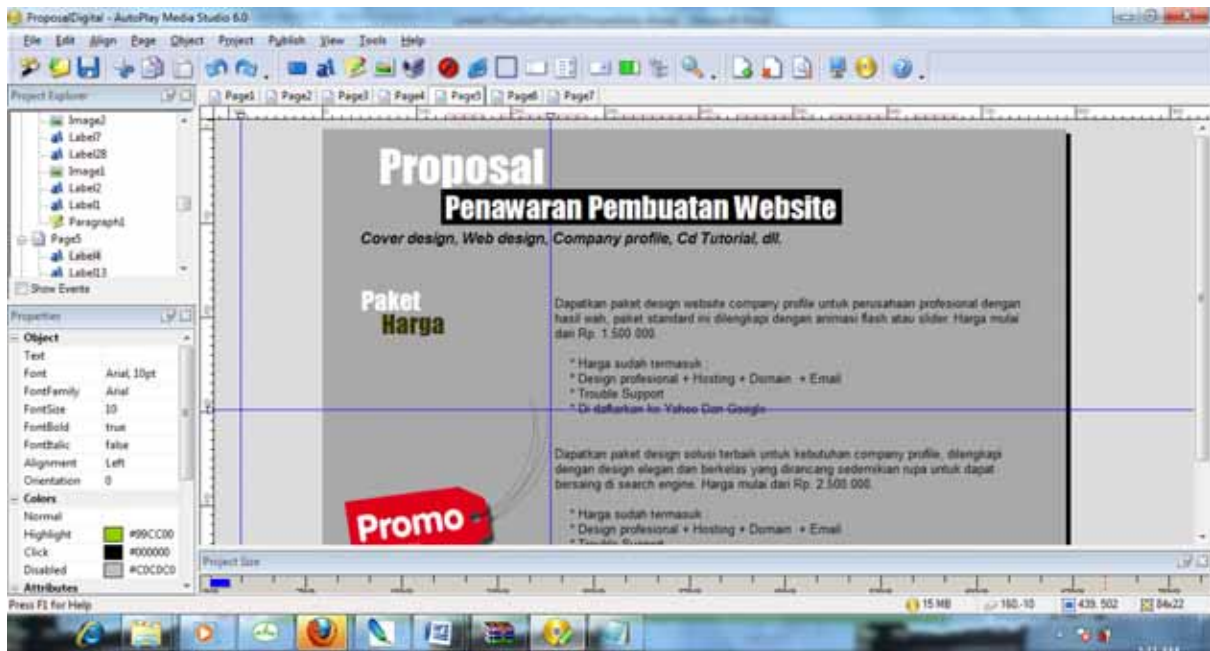 ProposalDigital - AutoPlay Media Studio 6.0
File Edit Align Page Object Project Publish View Tools Help
Project Explorer
Page1 Page2 Page3 Page4 Page5 Page6 Page7
Image2
Label7
Label28
Image1
Label2
Label1
Paragraph1
Page5
Label4
Label13
Show Events
Properties
Object
Text
Font Arial, 10pt
FontFamily Arial
FontSize 10
FontBold true
FontItalic false
Alignment Left
Orientation 0
Colors
Normal
Highlight #99CC00
Click #000000
Disabled #C0C0C0
Attributes
Proposal
Penawaran Pembuatan Website
Cover design, Web design, Company profile, Cd Tutorial, dll.
Paket
Harga
Dapatkan paket design website company profile untuk perusahaan profesional dengan
hasil wah, paket standard ini dilengkapi dengan animasi flash atau slider. Harga mulai
dari Rp. 1.500.000.
* Harga sudah termasuk :
* Design profesional + Hosting + Domain + Email
* Trouble Support
* Di daftarkan ke Yahoo Dan Google
Dapatkan paket design solusi terbaik untuk kebutuhan company profile, dilengkapi
dengan design elegan dan berkelas yang dirancang sedemikian rupa untuk dapat
bersaing di search engine. Harga mulai dari Rp. 2.500.000.
* Harga sudah termasuk :
* Design profesional + Hosting + Domain + Email
* Trouble Support
Promo
Project Size
Press F1 for Help
15 MB
160,-10
439, 502
84x22